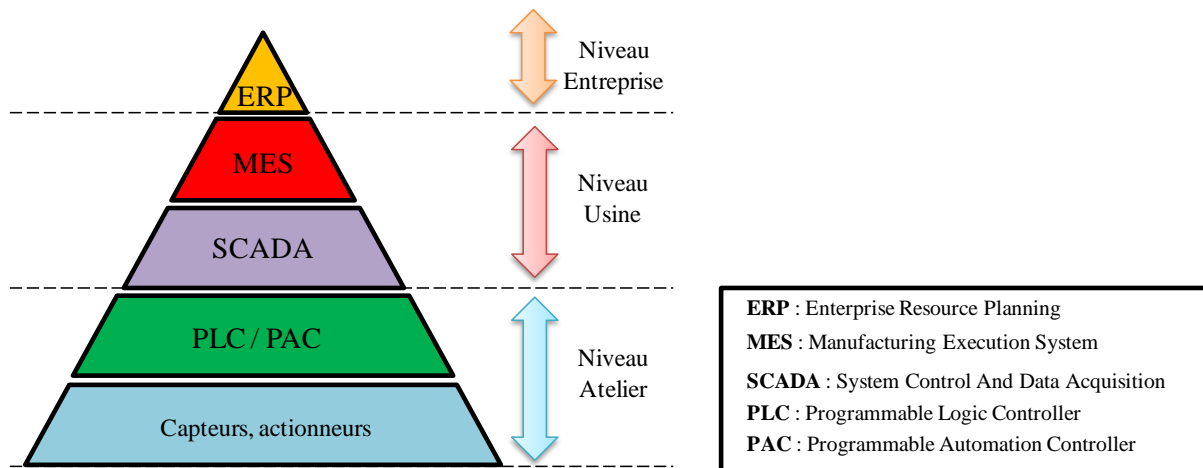 ERP
MES
SCADA
PLC / PAC
Capteurs, actionneurs
Niveau
Entreprise
Niveau
Usine
Niveau
Atelier
ERP : Enterprise Resource Planning
MES : Manufacturing Execution System
SCADA : System Control And Data Acquisition
PLC : Programmable Logic Controller
PAC : Programmable Automation Controller